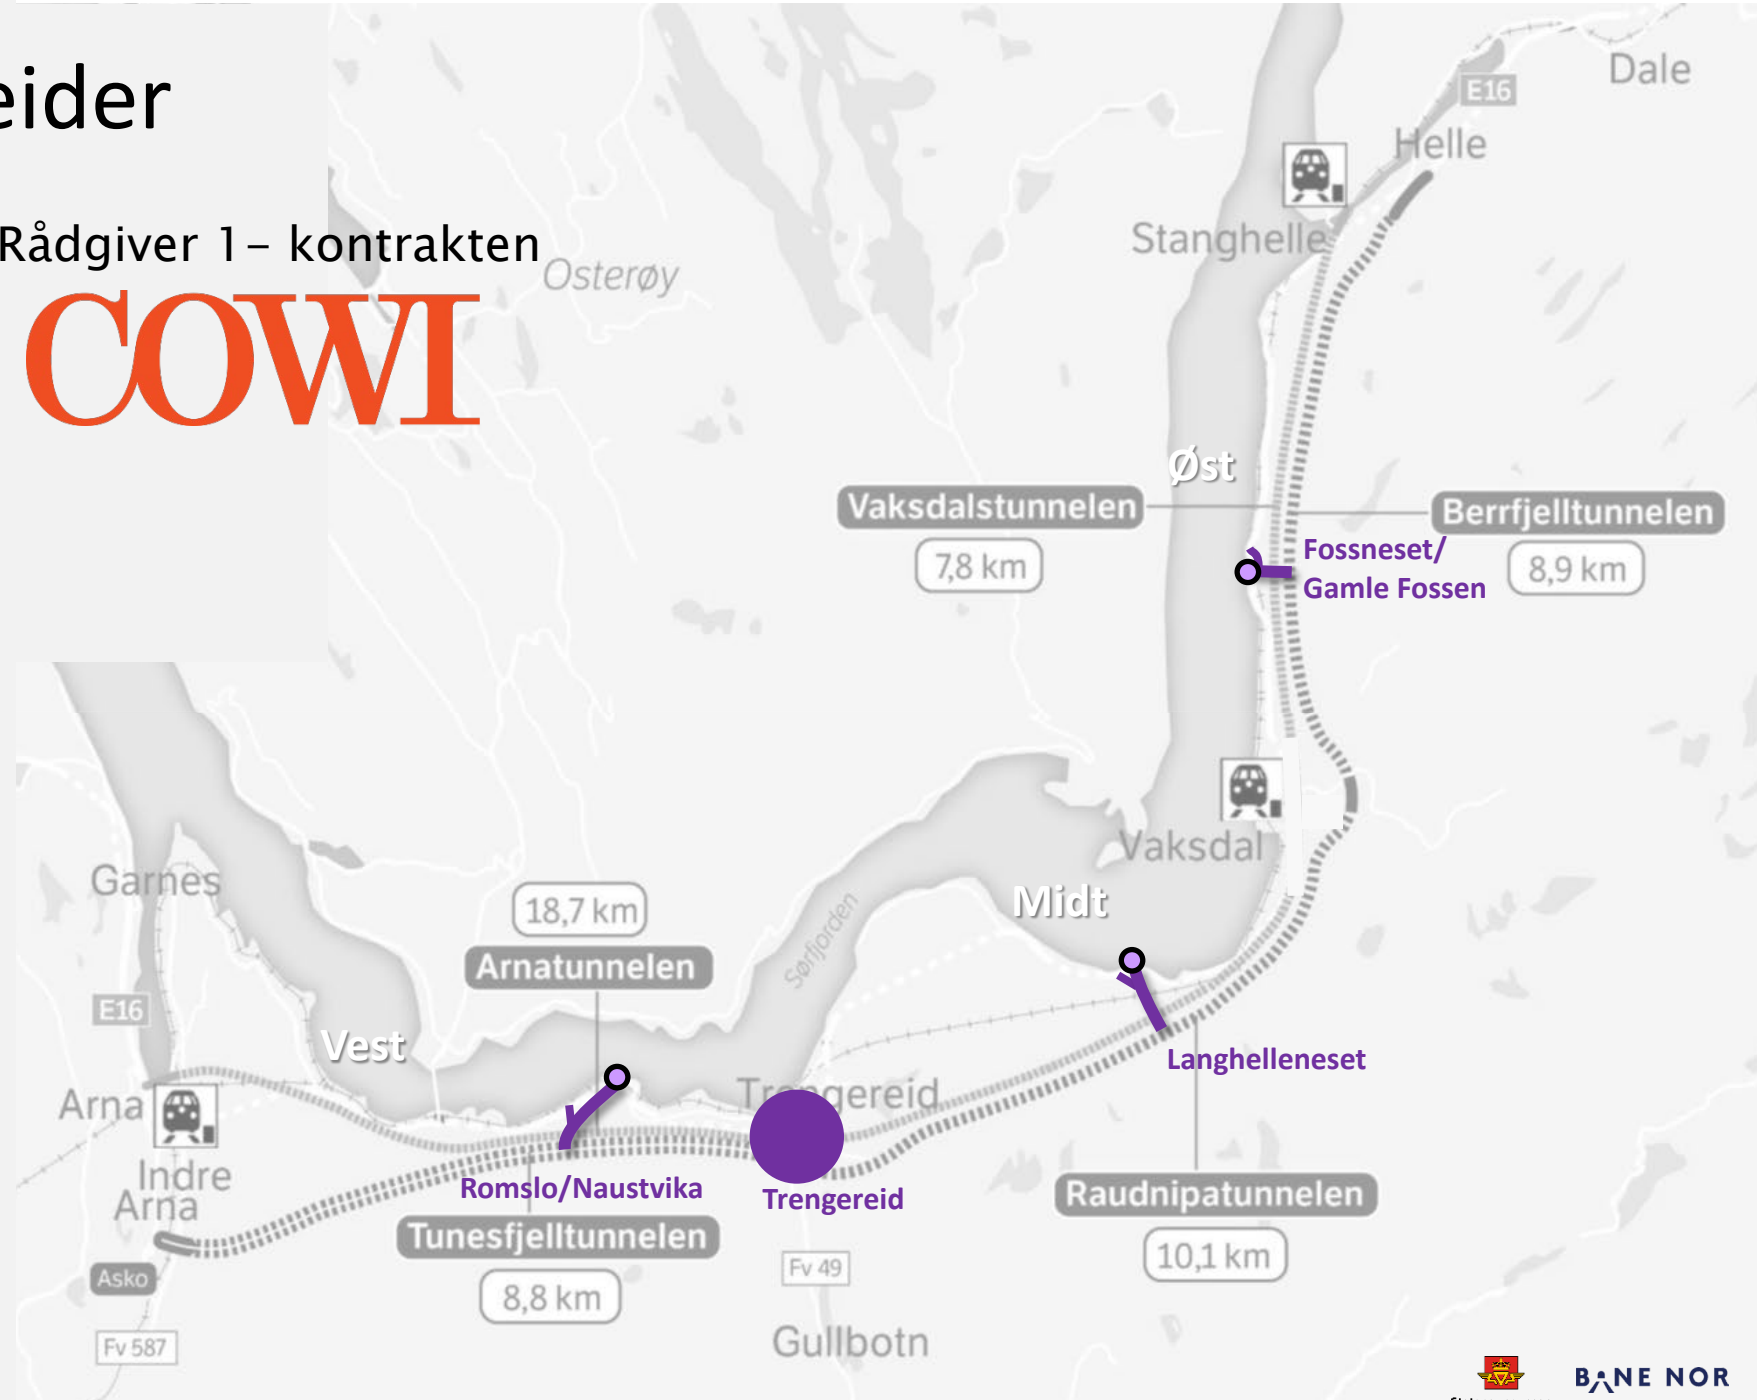 eider
Rådgiver 1- kontrakten
COWI
Osterøy
Dale
E16
Helle
Stanghelle
Øst
Vaksdalstunnelen
7,8 km
Berrfjelltunnelen
8,9 km
Fossneset/
Gamle Fossen
Vaksdal
Midt
Garnes
18,7 km
Arnatunnelen
Sørfjorden
E16
Vest
Langhelleneset
Arna
Trengereid
Indre
Arna
Romslo/Naustvika
Trengereid
Raudnipatunnelen
10,1 km
Tunesfjelltunnelen
8,8 km
Asko
Fv 49
Fv 587
Gullbotn
BANE NOR